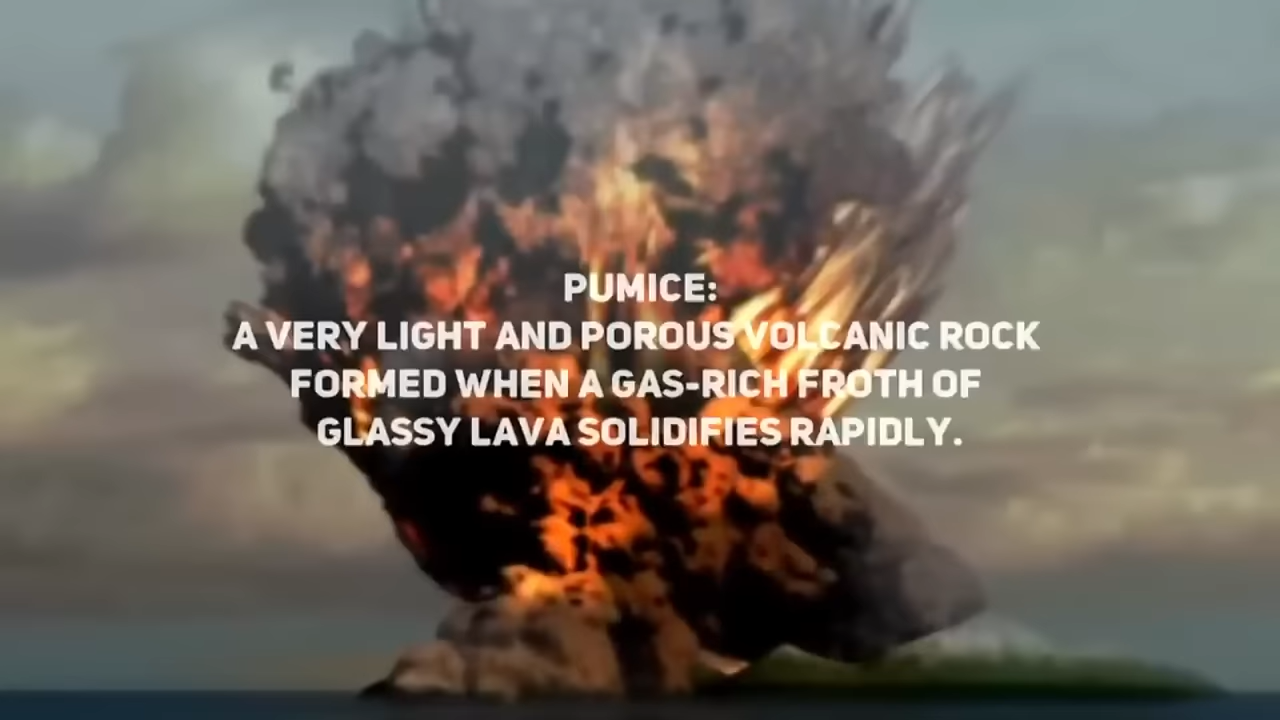 PUMICE:
A VERY LIGHT AND POROUS VOLCANIC ROCK
FORMED WHEN A GAS-RICH FROTH OF
GLASSY LAVA SOLIDIFIES RAPIDLY.